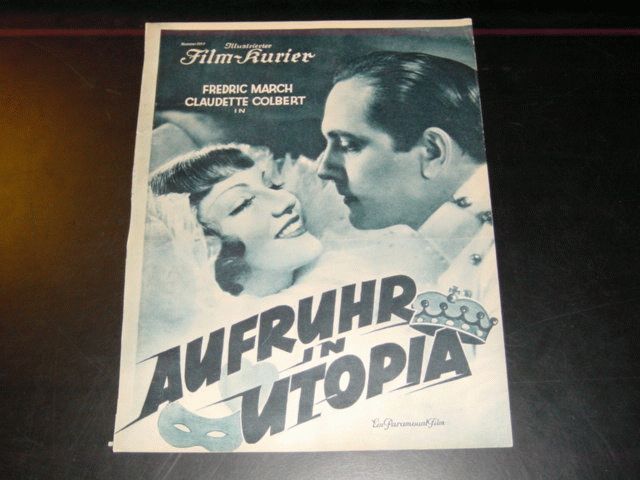 Illustrierter
Film-Kurier
FREDRIC MARCH
CLAUDETTE COLBERT
IN
AUFRUHR
IN
UTOPIA
Ein Paramount Film